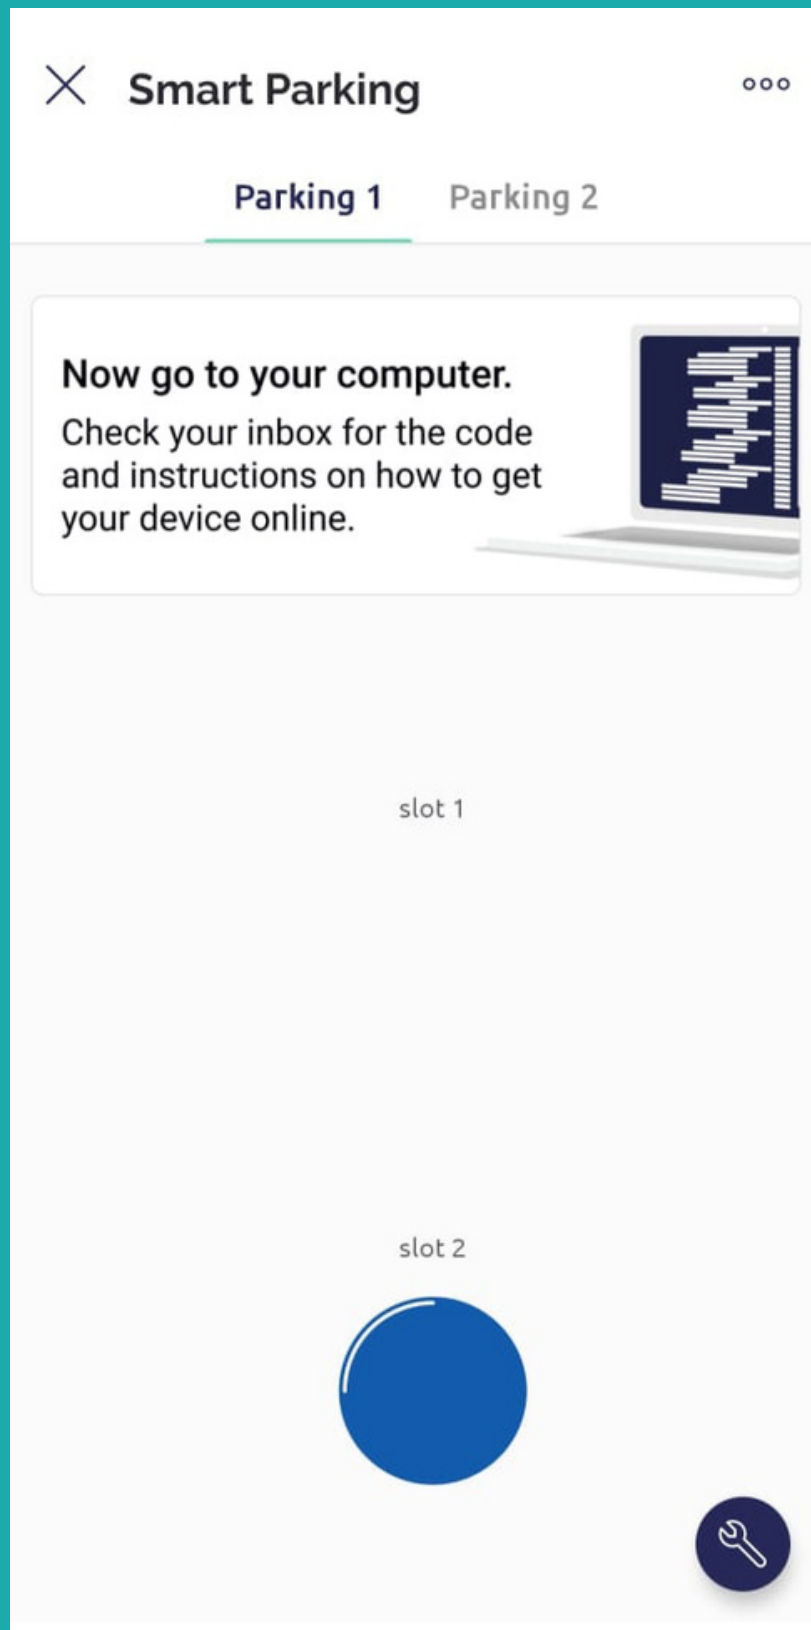 Smart Parking
Parking 1 Parking 2
Now go to your computer.
Check your inbox for the code
and instructions on how to get
your device online.
slot 1
slot 2